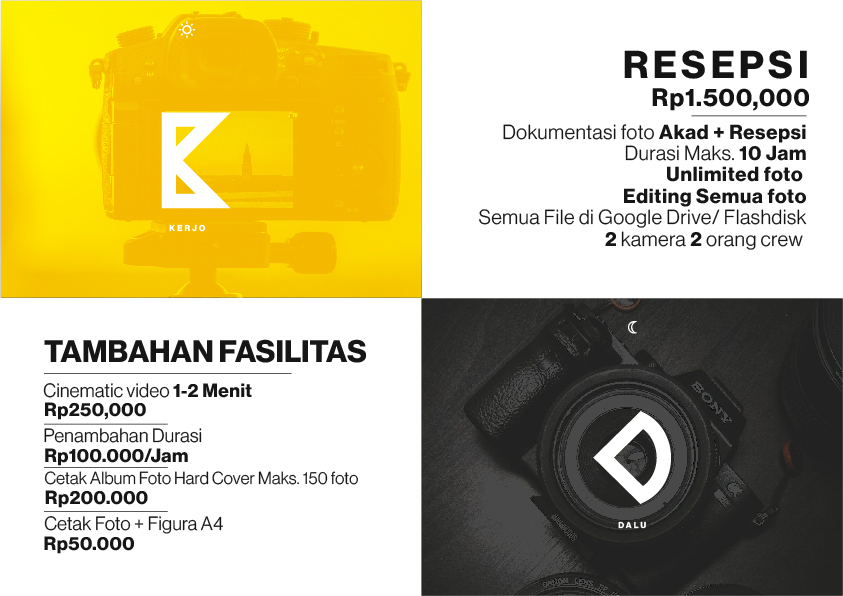 KERJO
RESEPSI
Rp1.500,000
Dokumentasi foto Akad + Resepsi
Durasi Maks. 10 Jam
Unlimited foto
Editing Semua foto
Semua File di Google Drive/ Flashdisk
2 kamera 2 orang crew
TAMBAHAN FASILITAS
Cinematic video 1-2 Menit
Rp250,000
Penambahan Durasi
Rp100.000/Jam
Cetak Album Foto Hard Cover Maks. 150 foto
Rp200.000
Cetak Foto + Figura A4
Rp50.000
SONY
DALU